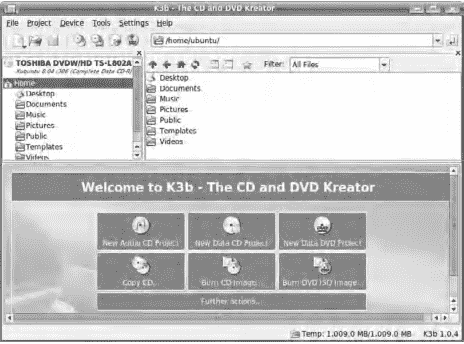 K3b - The CD and DVD Kreator
File Project Device Tools Settings Help
/home/ubuntu/
TOSHIBA DVDW/HD TS-L802A
Kubuntu 8.04 i386 (Complete Data CD-R)
Home
Desktop
Documents
Music
Pictures
Public
Templates
Videos
Filter: All Files
Desktop
Documents
Music
Pictures
Public
Templates
Videos
Welcome to K3b - The CD and DVD Kreator
New Audio CD Project
New Data CD Project
New Data DVD Project
Copy CD...
Burn CD Image...
Burn DVD ISO Image...
Further actions...
Temp: 1,009.0 MB/1,009.0 MB K3b 1.0.4